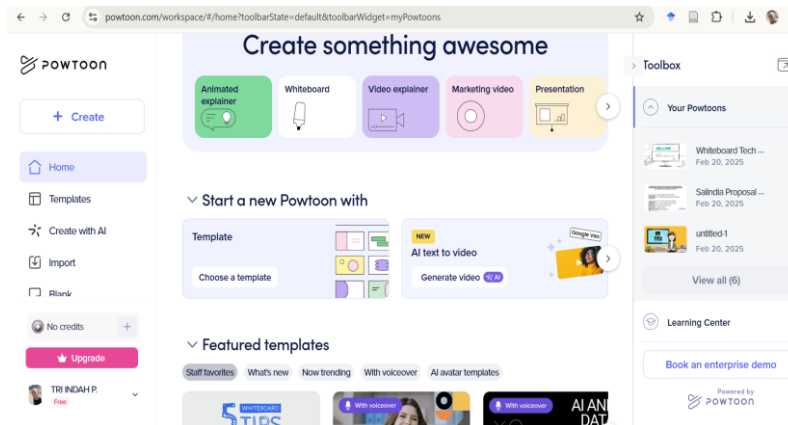 powtoon.com/workspace/#/home?toolbarState=default&toolbarWidget=myPowtoons
POWTOON
+ Create
Home
Templates
Create with AI
Import
Blank
No credits +
Upgrade
TRI INDAH P.
Free
Create something awesome
Animated explainer
Whiteboard
Video explainer
Marketing video
Presentation
Start a new Powtoon with
Template
Choose a template
NEW
AI text to video
Generate video AI
Google Veo
Featured templates
Staff favorites What's new Now trending With voiceover AI avatar templates
WHITEBOARD
5 TIPS
With voiceover
With voiceover
AI AN
DAT
Toolbox
Your Powtoons
Whiteboard Tech ...
Feb 20, 2025
Salindia Proposal ...
Feb 20, 2025
untitled-1
Feb 20, 2025
View all (6)
Learning Center
Book an enterprise demo
Powered by
POWTOON